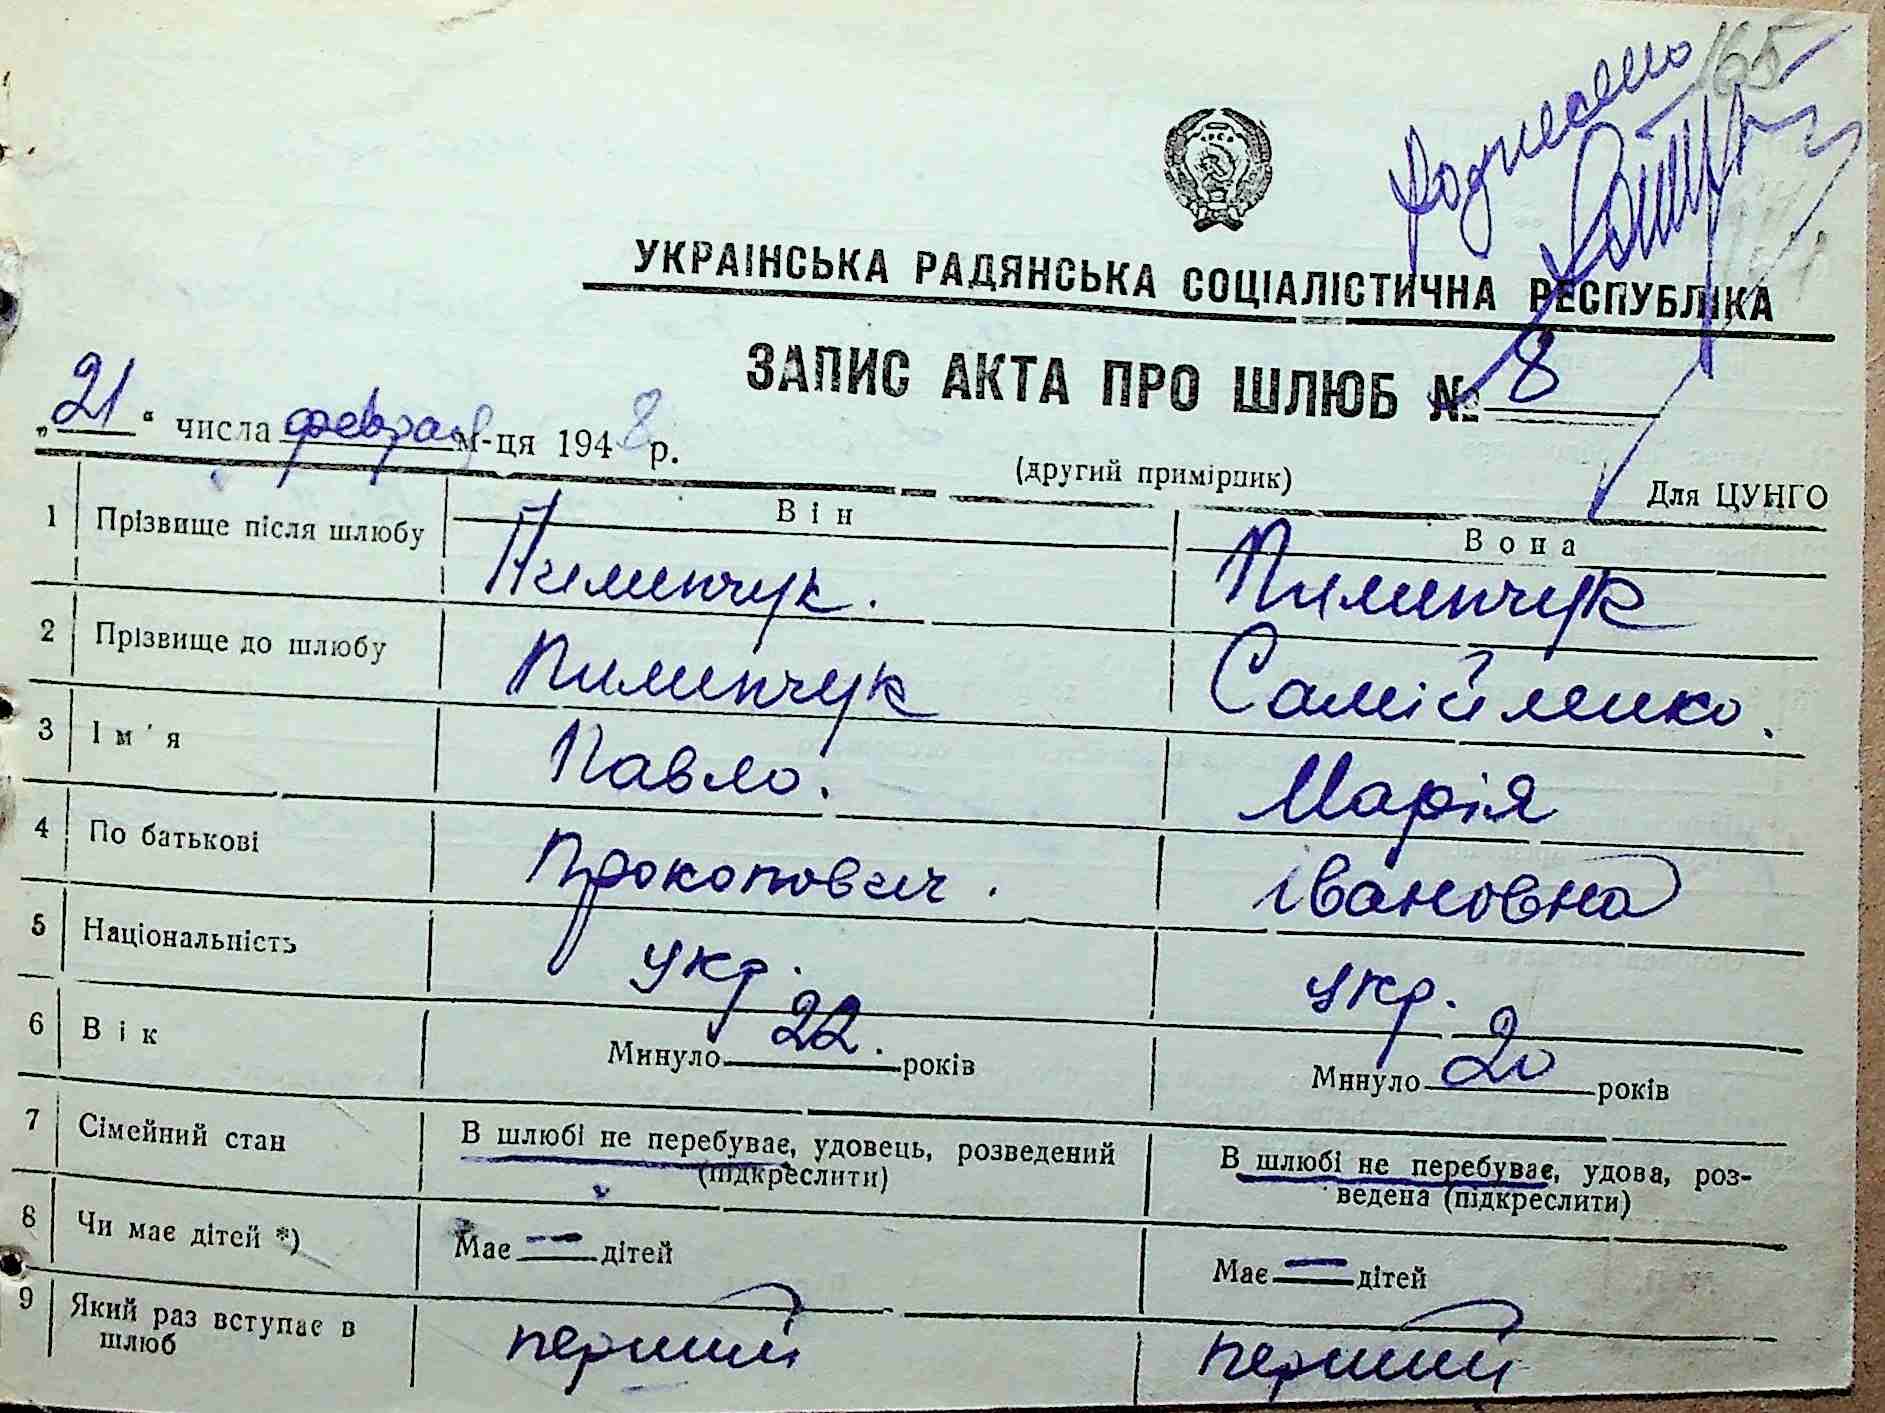 165
УКРАІНСЬКА РАДЯНСЬКА СОЦІАЛІСТИЧНА РЕСПУБЛІКА
ЗАПИС АКТА ПРО ШЛЮБ № 8
„21“ числа февраля м-ця 1948 р.
(другий примірник)
Для ЦУНГО
Він Вона
1 Прізвище після шлюбу Пилипчук. Пилипчук
2 Прізвище до шлюбу Пилипчук Самійленко.
3 Ім'я Павло. Марія
4 По батькові Прокопович. Івановна
5 Національність укр. укр.
6 Вік Минуло 22. років Минуло 20 років
7 Сімейний стан В шлюбі не перебуває, удовець, розведений В шлюбі не перебуває, удова, роз-
(підкреслити) ведена (підкреслити)
8 Чи має дітей *) Має — дітей Має — дітей
9 Який раз вступає в перший перший
шлюб